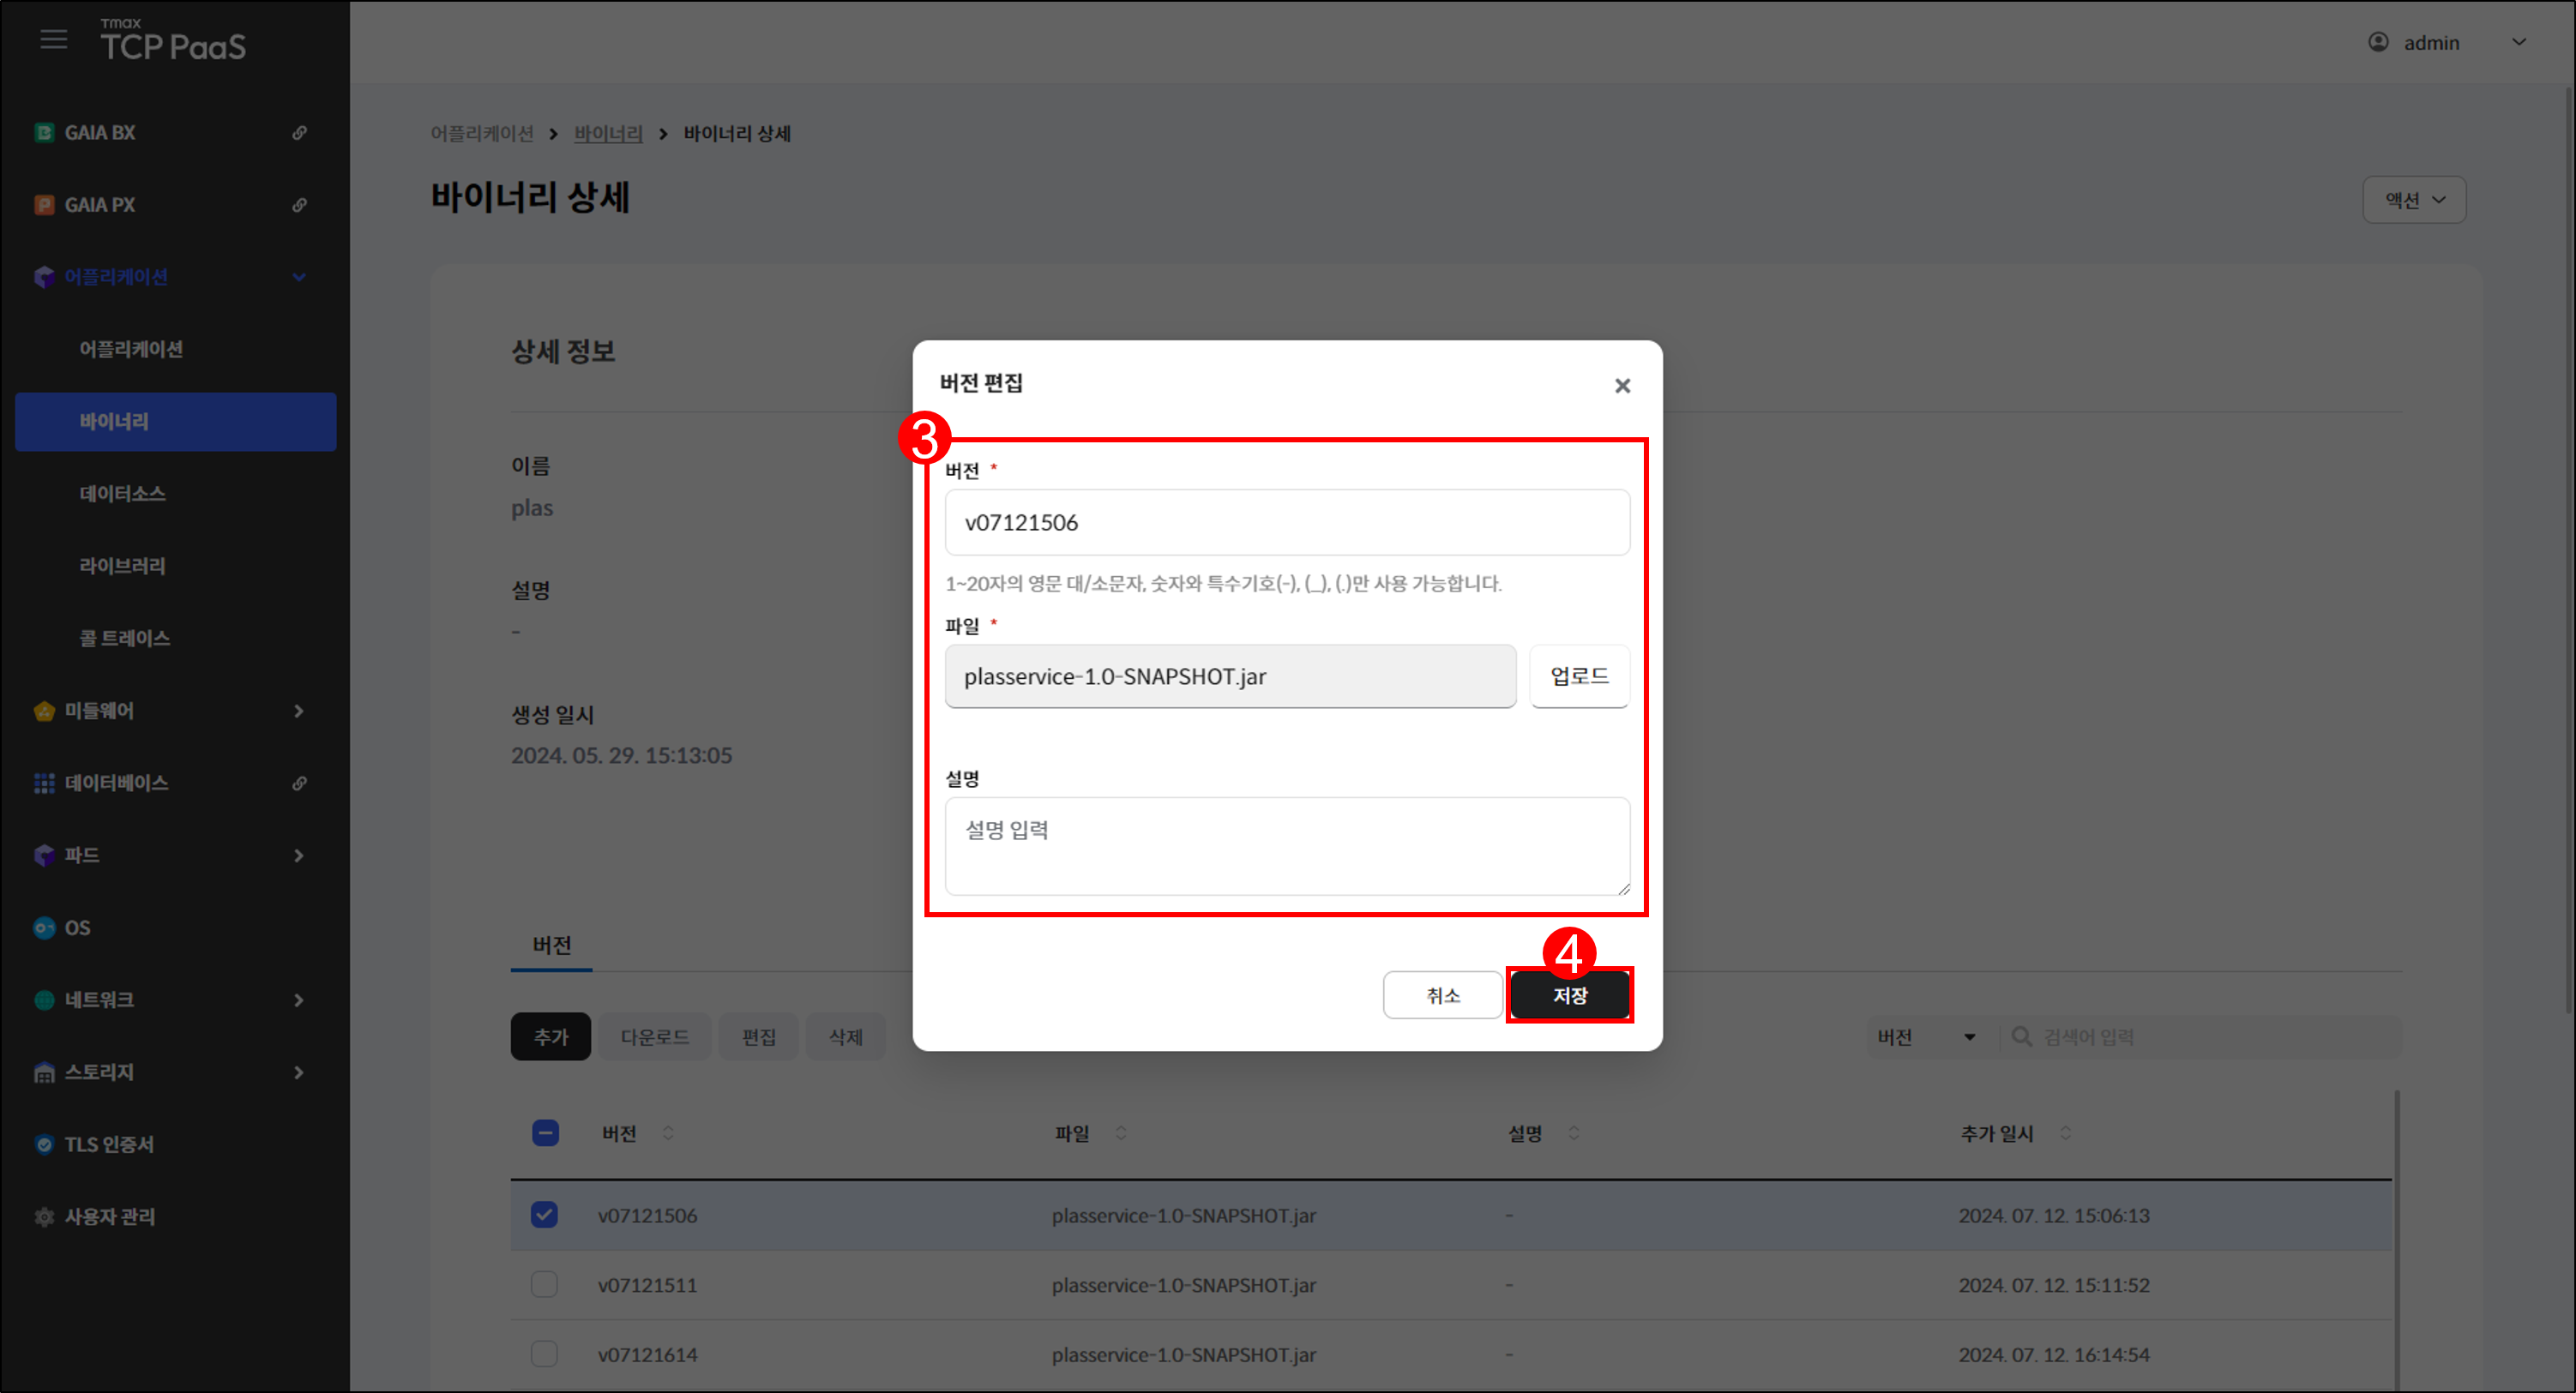 Tmax
TCP PaaS
admin
GAIA BX
GAIA PX
어플리케이션
어플리케이션
바이너리
데이터소스
라이브러리
콜 트레이스
미들웨어
데이터베이스
파드
OS
네트워크
스토리지
TLS 인증서
사용자 관리
어플리케이션 > 바이너리 > 바이너리 상세
바이너리 상세
액션
상세 정보
이름
plas
설명
-
생성 일시
2024. 05. 29. 15:13:05
버전 편집
3
버전 *
v07121506
1~20자의 영문 대/소문자, 숫자와 특수기호(-), (_), (.)만 사용 가능합니다.
파일 *
plasservice-1.0-SNAPSHOT.jar 업로드
설명
설명 입력
4
취소 저장
버전
추가 다운로드 편집 삭제 버전 검색어 입력
버전 파일 설명 추가 일시
v07121506 plasservice-1.0-SNAPSHOT.jar - 2024. 07. 12. 15:06:13
v07121511 plasservice-1.0-SNAPSHOT.jar - 2024. 07. 12. 15:11:52
v07121614 plasservice-1.0-SNAPSHOT.jar - 2024. 07. 12. 16:14:54